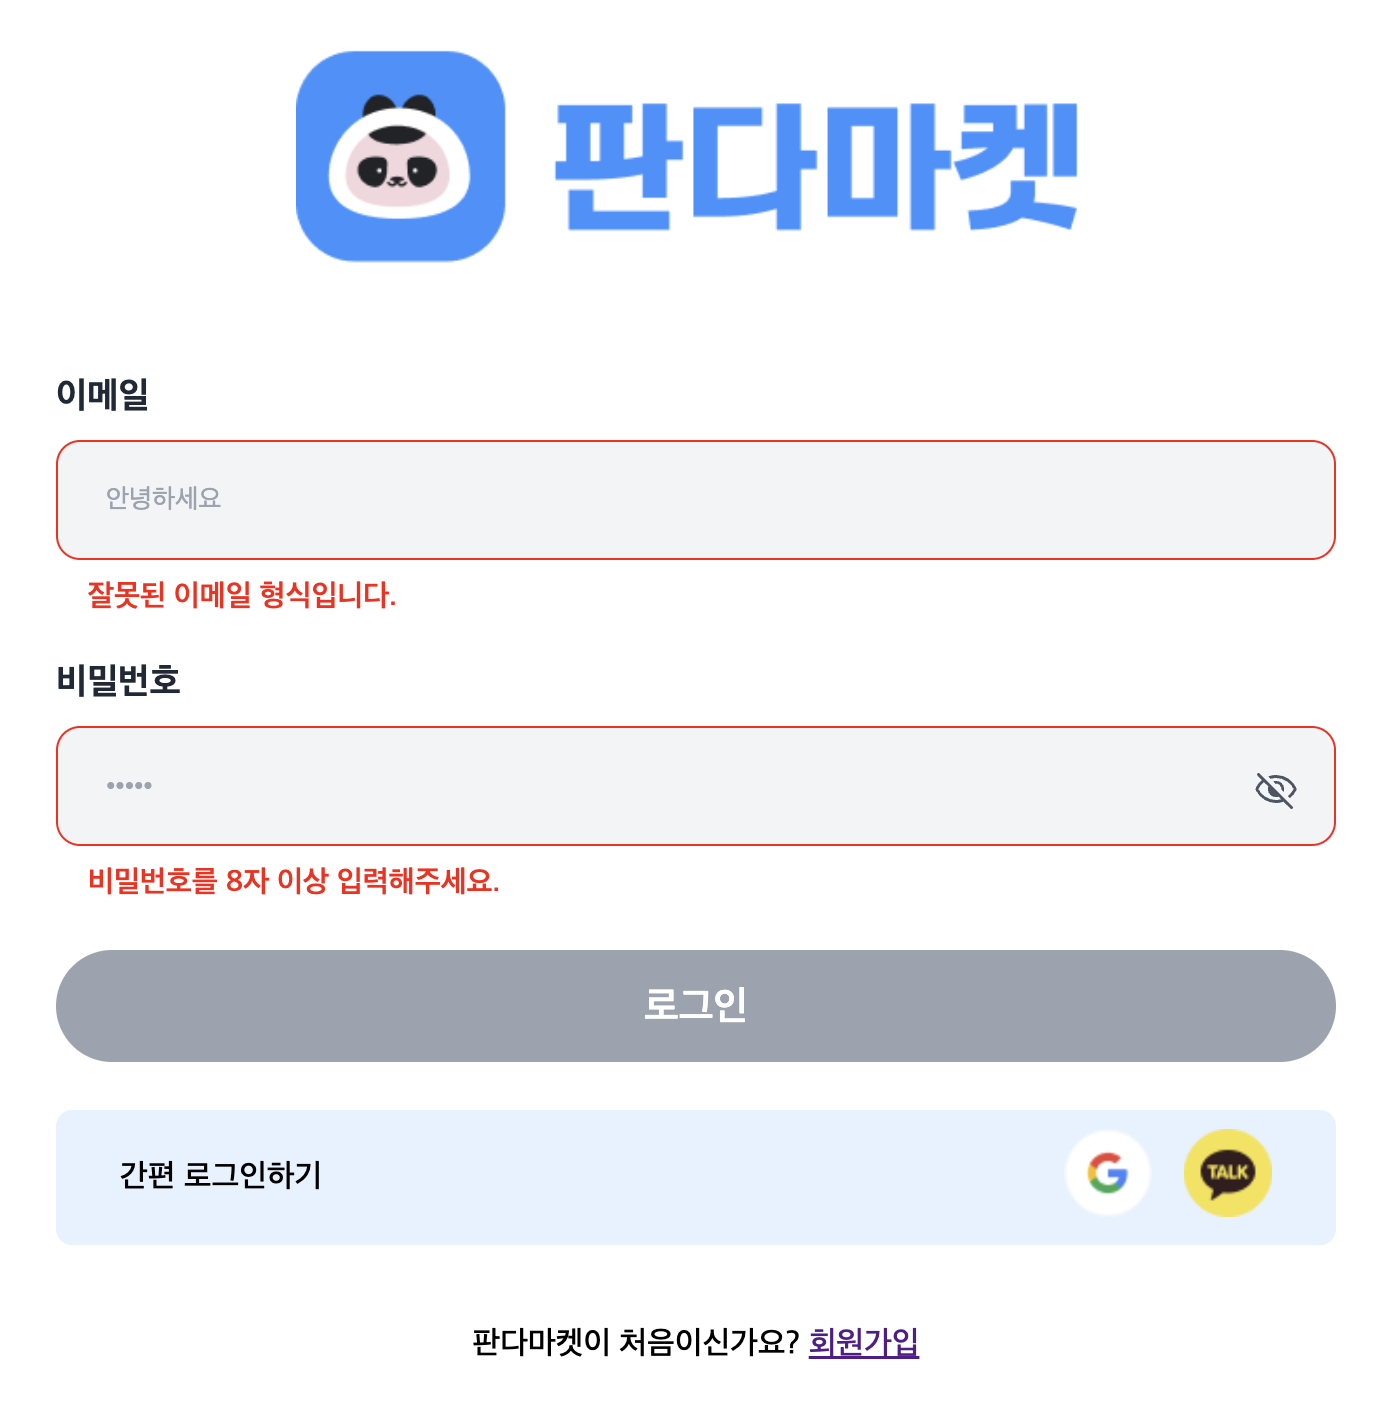 판다마켓
이메일
안녕하세요
잘못된 이메일 형식입니다.
비밀번호
•••••
비밀번호를 8자 이상 입력해주세요.
로그인
간편 로그인하기
G
TALK
판다마켓이 처음이신가요? 회원가입